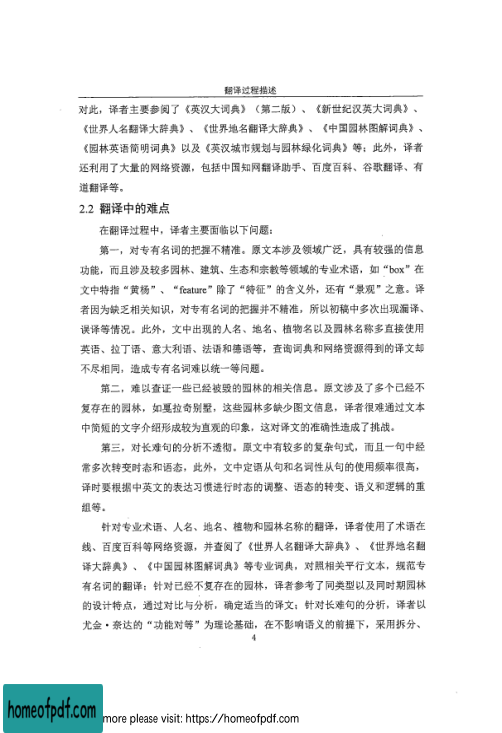 翻译过程描述
对此，译者主要参阅了《英汉大词典》（第二版）、《新世纪汉英大词典》、
《世界人名翻译大辞典》、《世界地名翻译大辞典》、《中国园林图解词典》、
《园林英语简明词典》以及《英汉城市规划与园林绿化词典》等；此外，译者
还利用了大量的网络资源，包括中国知网翻译助手、百度百科、谷歌翻译、有
道翻译等。
2.2 翻译中的难点
在翻译过程中，译者主要面临以下问题：
第一，对专有名词的把握不精准。原文本涉及领域广泛，具有较强的信息
功能，而且涉及较多园林、建筑、生态和宗教等领域的专业术语，如“box”在
文中特指“黄杨”、“feature”除了“特征”的含义外，还有“景观”之意。译
者因为缺乏相关知识，对专有名词的把握并不精准，所以初稿中多次出现漏译、
误译等情况。此外，文中出现的人名、地名、植物名以及园林名称多直接使用
英语、拉丁语、意大利语、法语和德语等，查询词典和网络资源得到的译文却
不尽相同，造成专有名词难以统一等问题。
第二，难以查证一些已经被毁的园林的相关信息。原文涉及了多个已经不
复存在的园林，如戛拉奇别墅，这些园林多缺少图文信息，译者很难通过文本
中简短的文字介绍形成较为直观的印象，这对译文的准确性造成了挑战。
第三，对长难句的分析不透彻。原文中有较多的复杂句式，而且一句中经
常多次转变时态和语态，此外，文中定语从句和名词性从句的使用频率很高，
译时要根据中英文的表达习惯进行时态的调整、语态的转变、语义和逻辑的重
组等。
针对专业术语、人名、地名、植物和园林名称的翻译，译者使用了术语在
线、百度百科等网络资源，并查阅了《世界人名翻译大辞典》、《世界地名翻
译大辞典》、《中国园林图解词典》等专业词典，对照相关平行文本，规范专
有名词的翻译；针对已经不复存在的园林，译者参考了同类型以及同时期园林
的设计特点，通过对比与分析，确定适当的译文；针对长难句的分析，译者以
尤金·奈达的“功能对等”为理论基础，在不影响语义的前提下，采用拆分、
4
homeofpdf.com
more please visit: https://homeofpdf.com